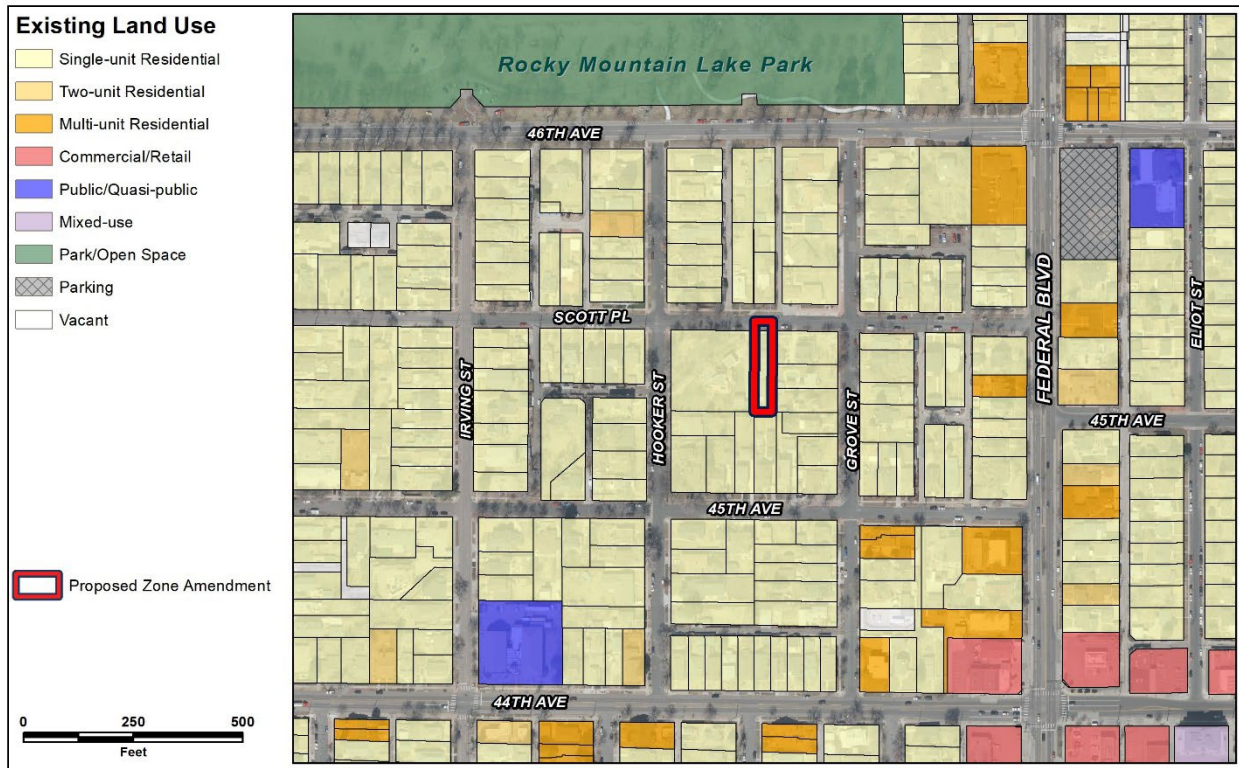 Existing Land Use
Single-unit Residential
Two-unit Residential
Multi-unit Residential
Commercial/Retail
Public/Quasi-public
Mixed-use
Park/Open Space
Parking
Vacant
Proposed Zone Amendment
0 250 500
Feet
Rocky Mountain Lake Park
46TH AVE
SCOTT PL
IRVING ST
HOOKER ST
GROVE ST
FEDERAL BLVD
ELIOT ST
45TH AVE
45TH AVE
44TH AVE